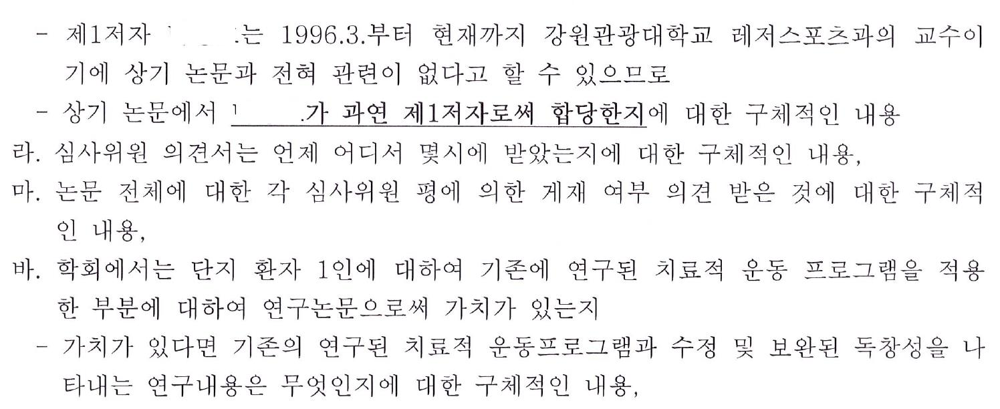 - 제1저자 는 1996.3.부터 현재까지 강원관광대학교 레저스포츠과의 교수이
기에 상기 논문과 전혀 관련이 없다고 할 수 있으므로
- 상기 논문에서 가 과연 제1저자로써 합당한지에 대한 구체적인 내용
라. 심사위원 의견서는 언제 어디서 몇시에 받았는지에 대한 구체적인 내용,
마. 논문 전체에 대한 각 심사위원 평에 의한 게재 여부 의견 받은 것에 대한 구체적
인 내용,
바. 학회에서는 단지 환자 1인에 대하여 기존에 연구된 치료적 운동 프로그램을 적용
한 부분에 대하여 연구논문으로써 가치가 있는지
- 가치가 있다면 기존의 연구된 치료적 운동프로그램과 수정 및 보완된 독창성을 나
타내는 연구내용은 무엇인지에 대한 구체적인 내용,